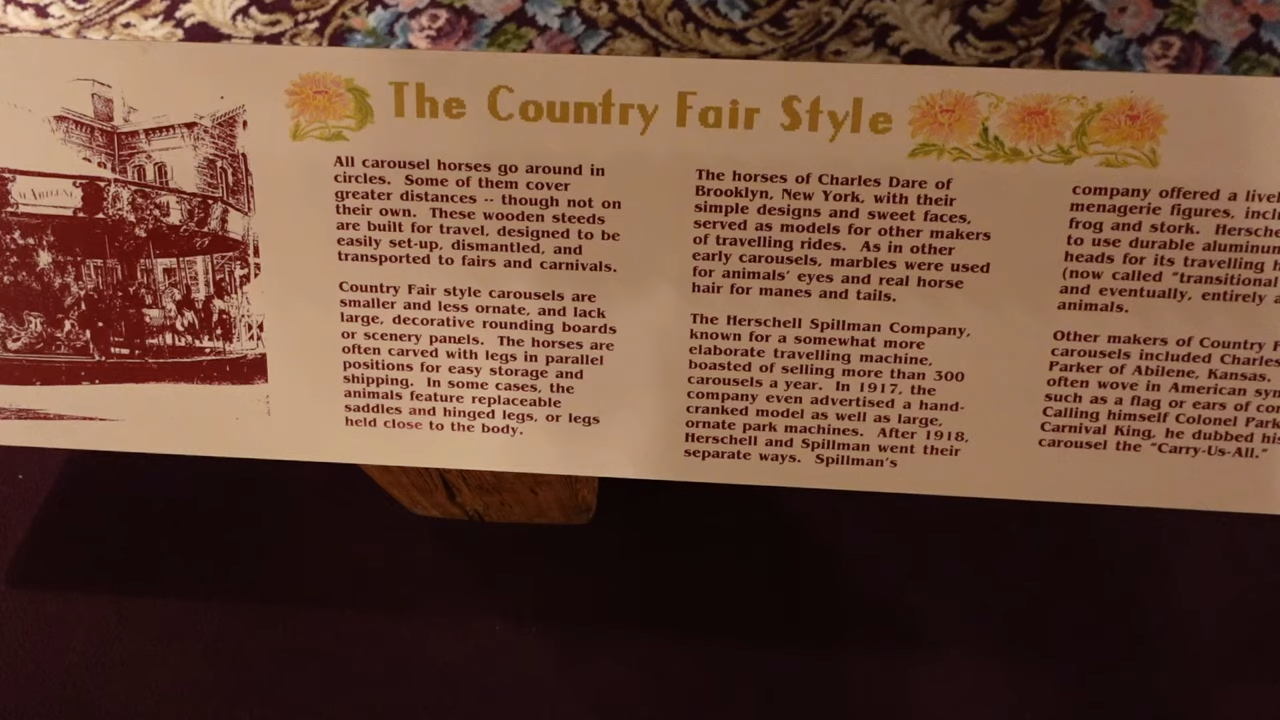 The Country Fair Style
All carousel horses go around in
circles. Some of them cover
greater distances -- though not on
their own. These wooden steeds
are built for travel, designed to be
easily set-up, dismantled, and
transported to fairs and carnivals.
Country Fair style carousels are
smaller and less ornate, and lack
large, decorative rounding boards
or scenery panels. The horses are
often carved with legs in parallel
positions for easy storage and
shipping. In some cases, the
animals feature replaceable
saddles and hinged legs, or legs
held close to the body.
The horses of Charles Dare of
Brooklyn, New York, with their
simple designs and sweet faces,
served as models for other makers
of travelling rides. As in other
early carousels, marbles were used
for animals' eyes and real horse
hair for manes and tails.
The Herschell Spillman Company,
known for a somewhat more
elaborate travelling machine,
boasted of selling more than 300
carousels a year. In 1917, the
company even advertised a hand-
cranked model as well as large,
ornate park machines. After 1918,
Herschell and Spillman went their
separate ways. Spillman's
company offered a
menagerie figures,
frog and stork.
to use durable
heads for its travelling
(now called "transitional
and eventually, entirely
animals.
Other makers of Country
carousels included Charles
Parker of Abilene, Kansas.
often wove in American
such as a flag or ears of
Calling himself Colonel
Carnival King, he dubbed
carousel the "Carry-Us-All."